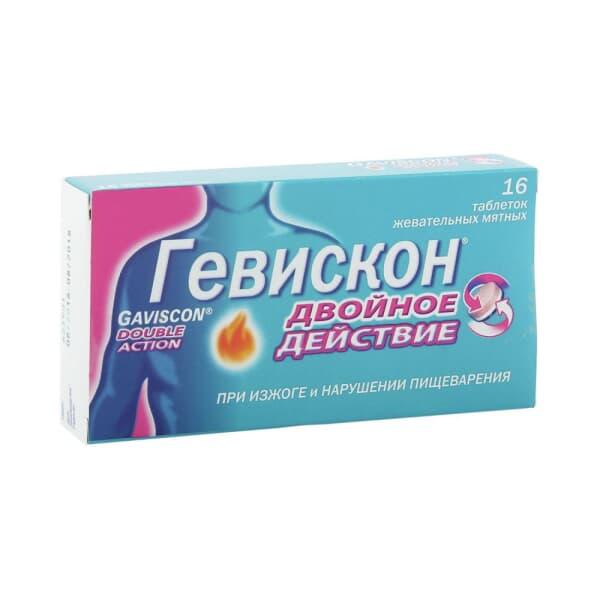 16
таблеток
жевательных мятных
Гевискон®
GAVISCON®
DOUBLE
ACTION
ДВОЙНОЕ
ДЕЙСТВИЕ
ПРИ ИЗЖОГЕ и НАРУШЕНИИ ПИЩЕВАРЕНИЯ